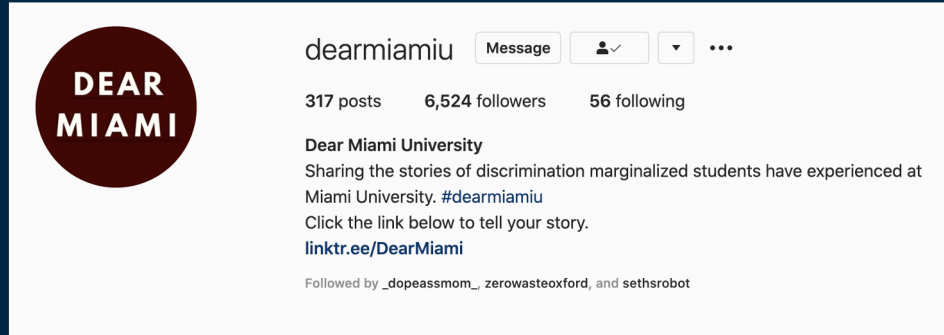 DEAR
MIAMI
dearmiamiu Message
317 posts 6,524 followers 56 following
Dear Miami University
Sharing the stories of discrimination marginalized students have experienced at
Miami University. #dearmiamiu
Click the link below to tell your story.
linktr.ee/DearMiami
Followed by _dopeassmom_, zerowasteoxford, and sethsrobot